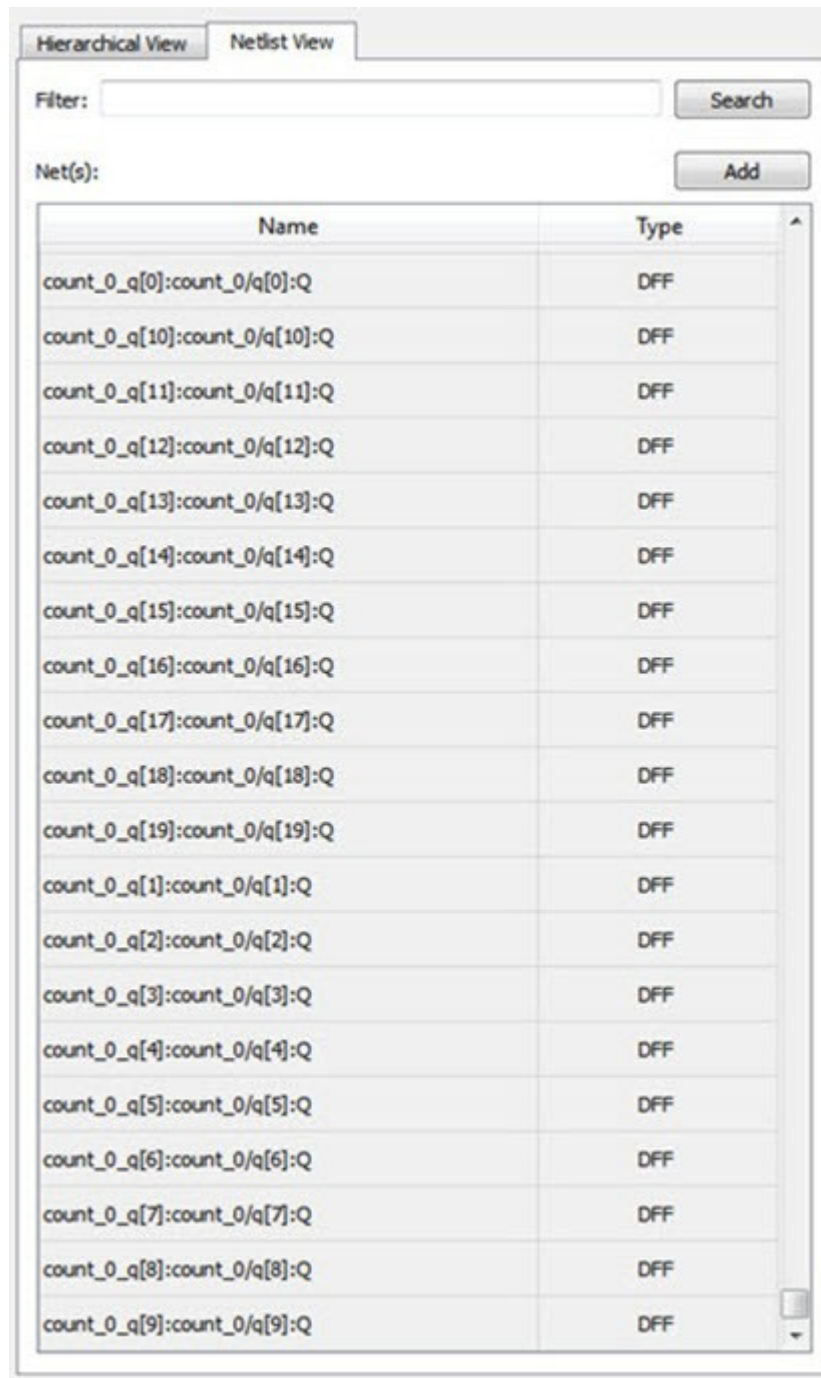 Hierarchical View Netlist View
Filter: Search
Net(s): Add
Name Type
count_0_q[0]:count_0/q[0]:Q DFF
count_0_q[10]:count_0/q[10]:Q DFF
count_0_q[11]:count_0/q[11]:Q DFF
count_0_q[12]:count_0/q[12]:Q DFF
count_0_q[13]:count_0/q[13]:Q DFF
count_0_q[14]:count_0/q[14]:Q DFF
count_0_q[15]:count_0/q[15]:Q DFF
count_0_q[16]:count_0/q[16]:Q DFF
count_0_q[17]:count_0/q[17]:Q DFF
count_0_q[18]:count_0/q[18]:Q DFF
count_0_q[19]:count_0/q[19]:Q DFF
count_0_q[1]:count_0/q[1]:Q DFF
count_0_q[2]:count_0/q[2]:Q DFF
count_0_q[3]:count_0/q[3]:Q DFF
count_0_q[4]:count_0/q[4]:Q DFF
count_0_q[5]:count_0/q[5]:Q DFF
count_0_q[6]:count_0/q[6]:Q DFF
count_0_q[7]:count_0/q[7]:Q DFF
count_0_q[8]:count_0/q[8]:Q DFF
count_0_q[9]:count_0/q[9]:Q DFF